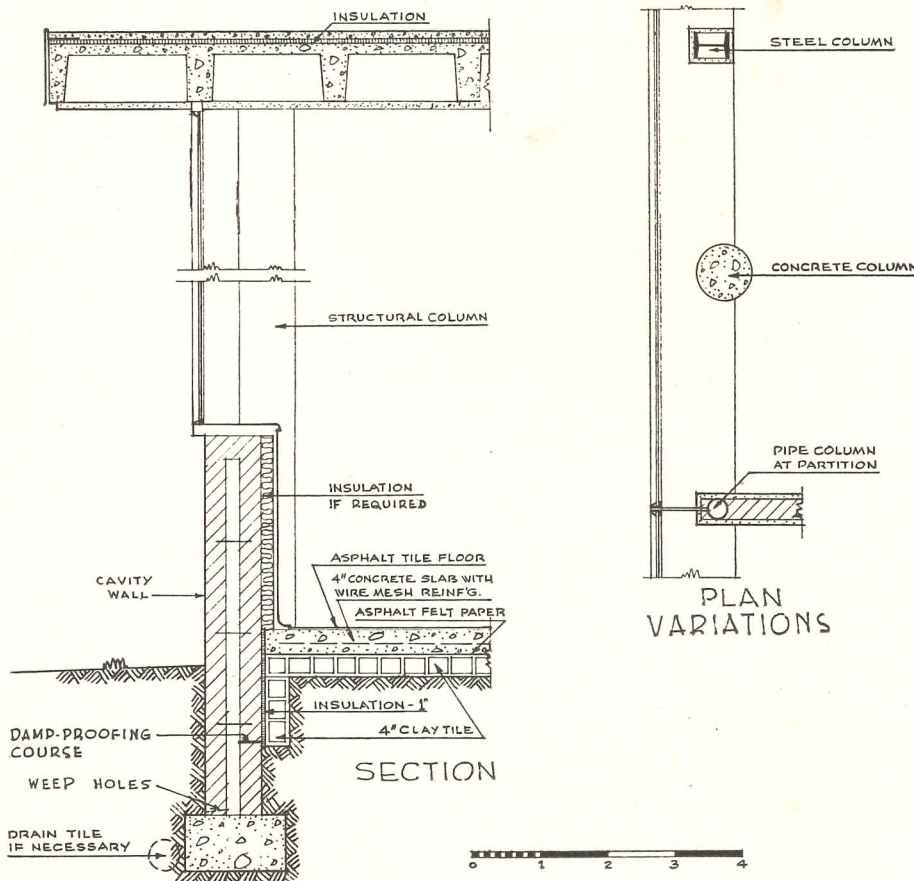 INSULATION
STEEL COLUMN
CONCRETE COLUMN
STRUCTURAL COLUMN
PIPE COLUMN
AT PARTITION
INSULATION
IF REQUIRED
ASPHALT TILE FLOOR
4" CONCRETE SLAB WITH
WIRE MESH REINF'G.
ASPHALT FELT PAPER
CAVITY
WALL
PLAN
VARIATIONS
INSULATION - 1"
4" CLAY TILE
DAMP-PROOFING
COURSE
SECTION
WEEP HOLES
DRAIN TILE
IF NECESSARY
0 1 2 3 4